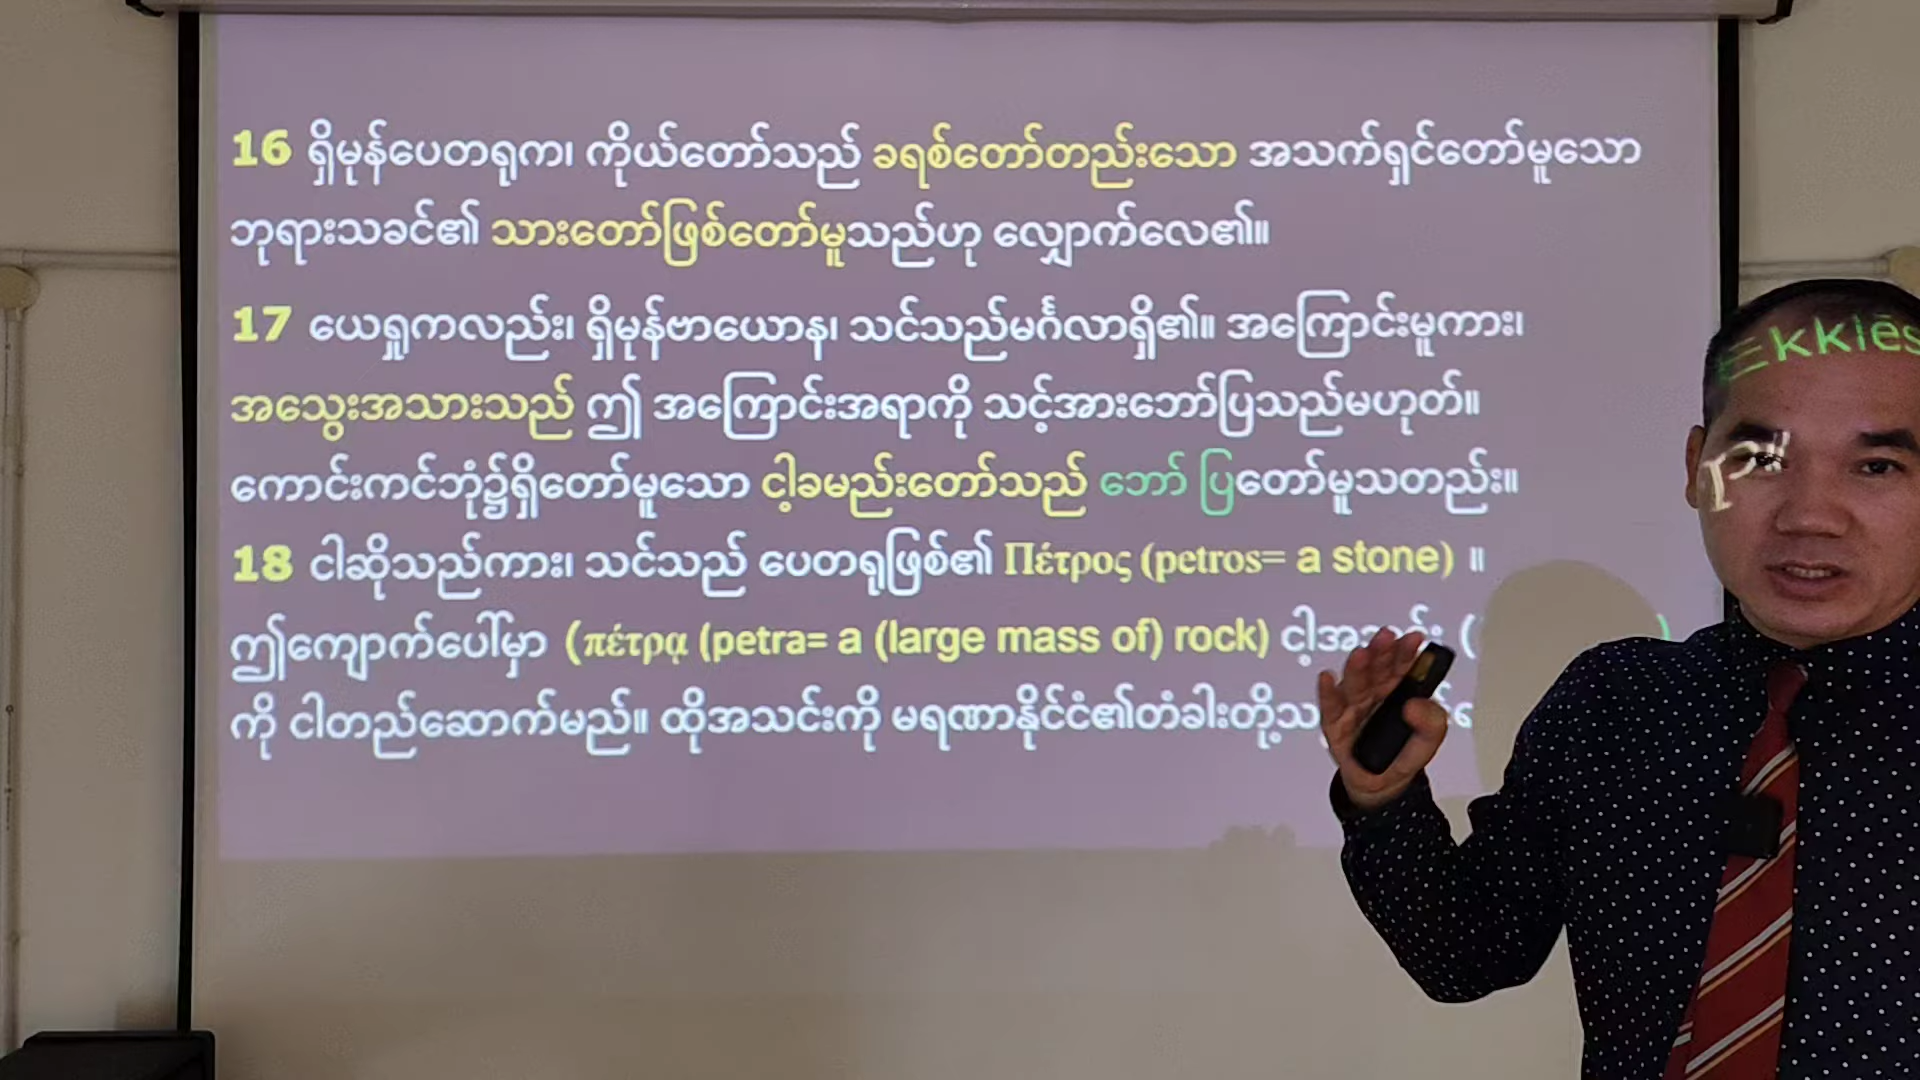 16 ရှိမုန်ပေတရုက၊ ကိုယ်တော်သည် ခရစ်တော်တည်းသော အသက်ရှင်တော်မူသော
ဘုရားသခင်၏ သားတော်ဖြစ်တော်မူသည်ဟု လျှောက်လေ၏။
17 ယေရှုကလည်း၊ ရှိမုန်ဗာယောန၊ သင်သည်မင်္ဂလာရှိ၏။ အကြောင်းမူကား၊
အသွေးအသားသည် ဤ အကြောင်းအရာကို သင့်အားဘော်ပြသည်မဟုတ်။
ကောင်းကင်ဘုံ၌ရှိတော်မူသော ငါ့ခမည်းတော်သည် ဘော် ပြတော်မူသတည်း။
18 ငါဆိုသည်ကား၊ သင်သည် ပေတရုဖြစ်၏ Πέτρος (petros= a stone) ။
ဤကျောက်ပေါ်မှာ (πέτρᾳ (petra= a (large mass of) rock) ငါ့အသင်း (
ကို ငါတည်ဆောက်မည်။ ထိုအသင်းကို မရဏာနိုင်ငံ၏တံခါးတို့